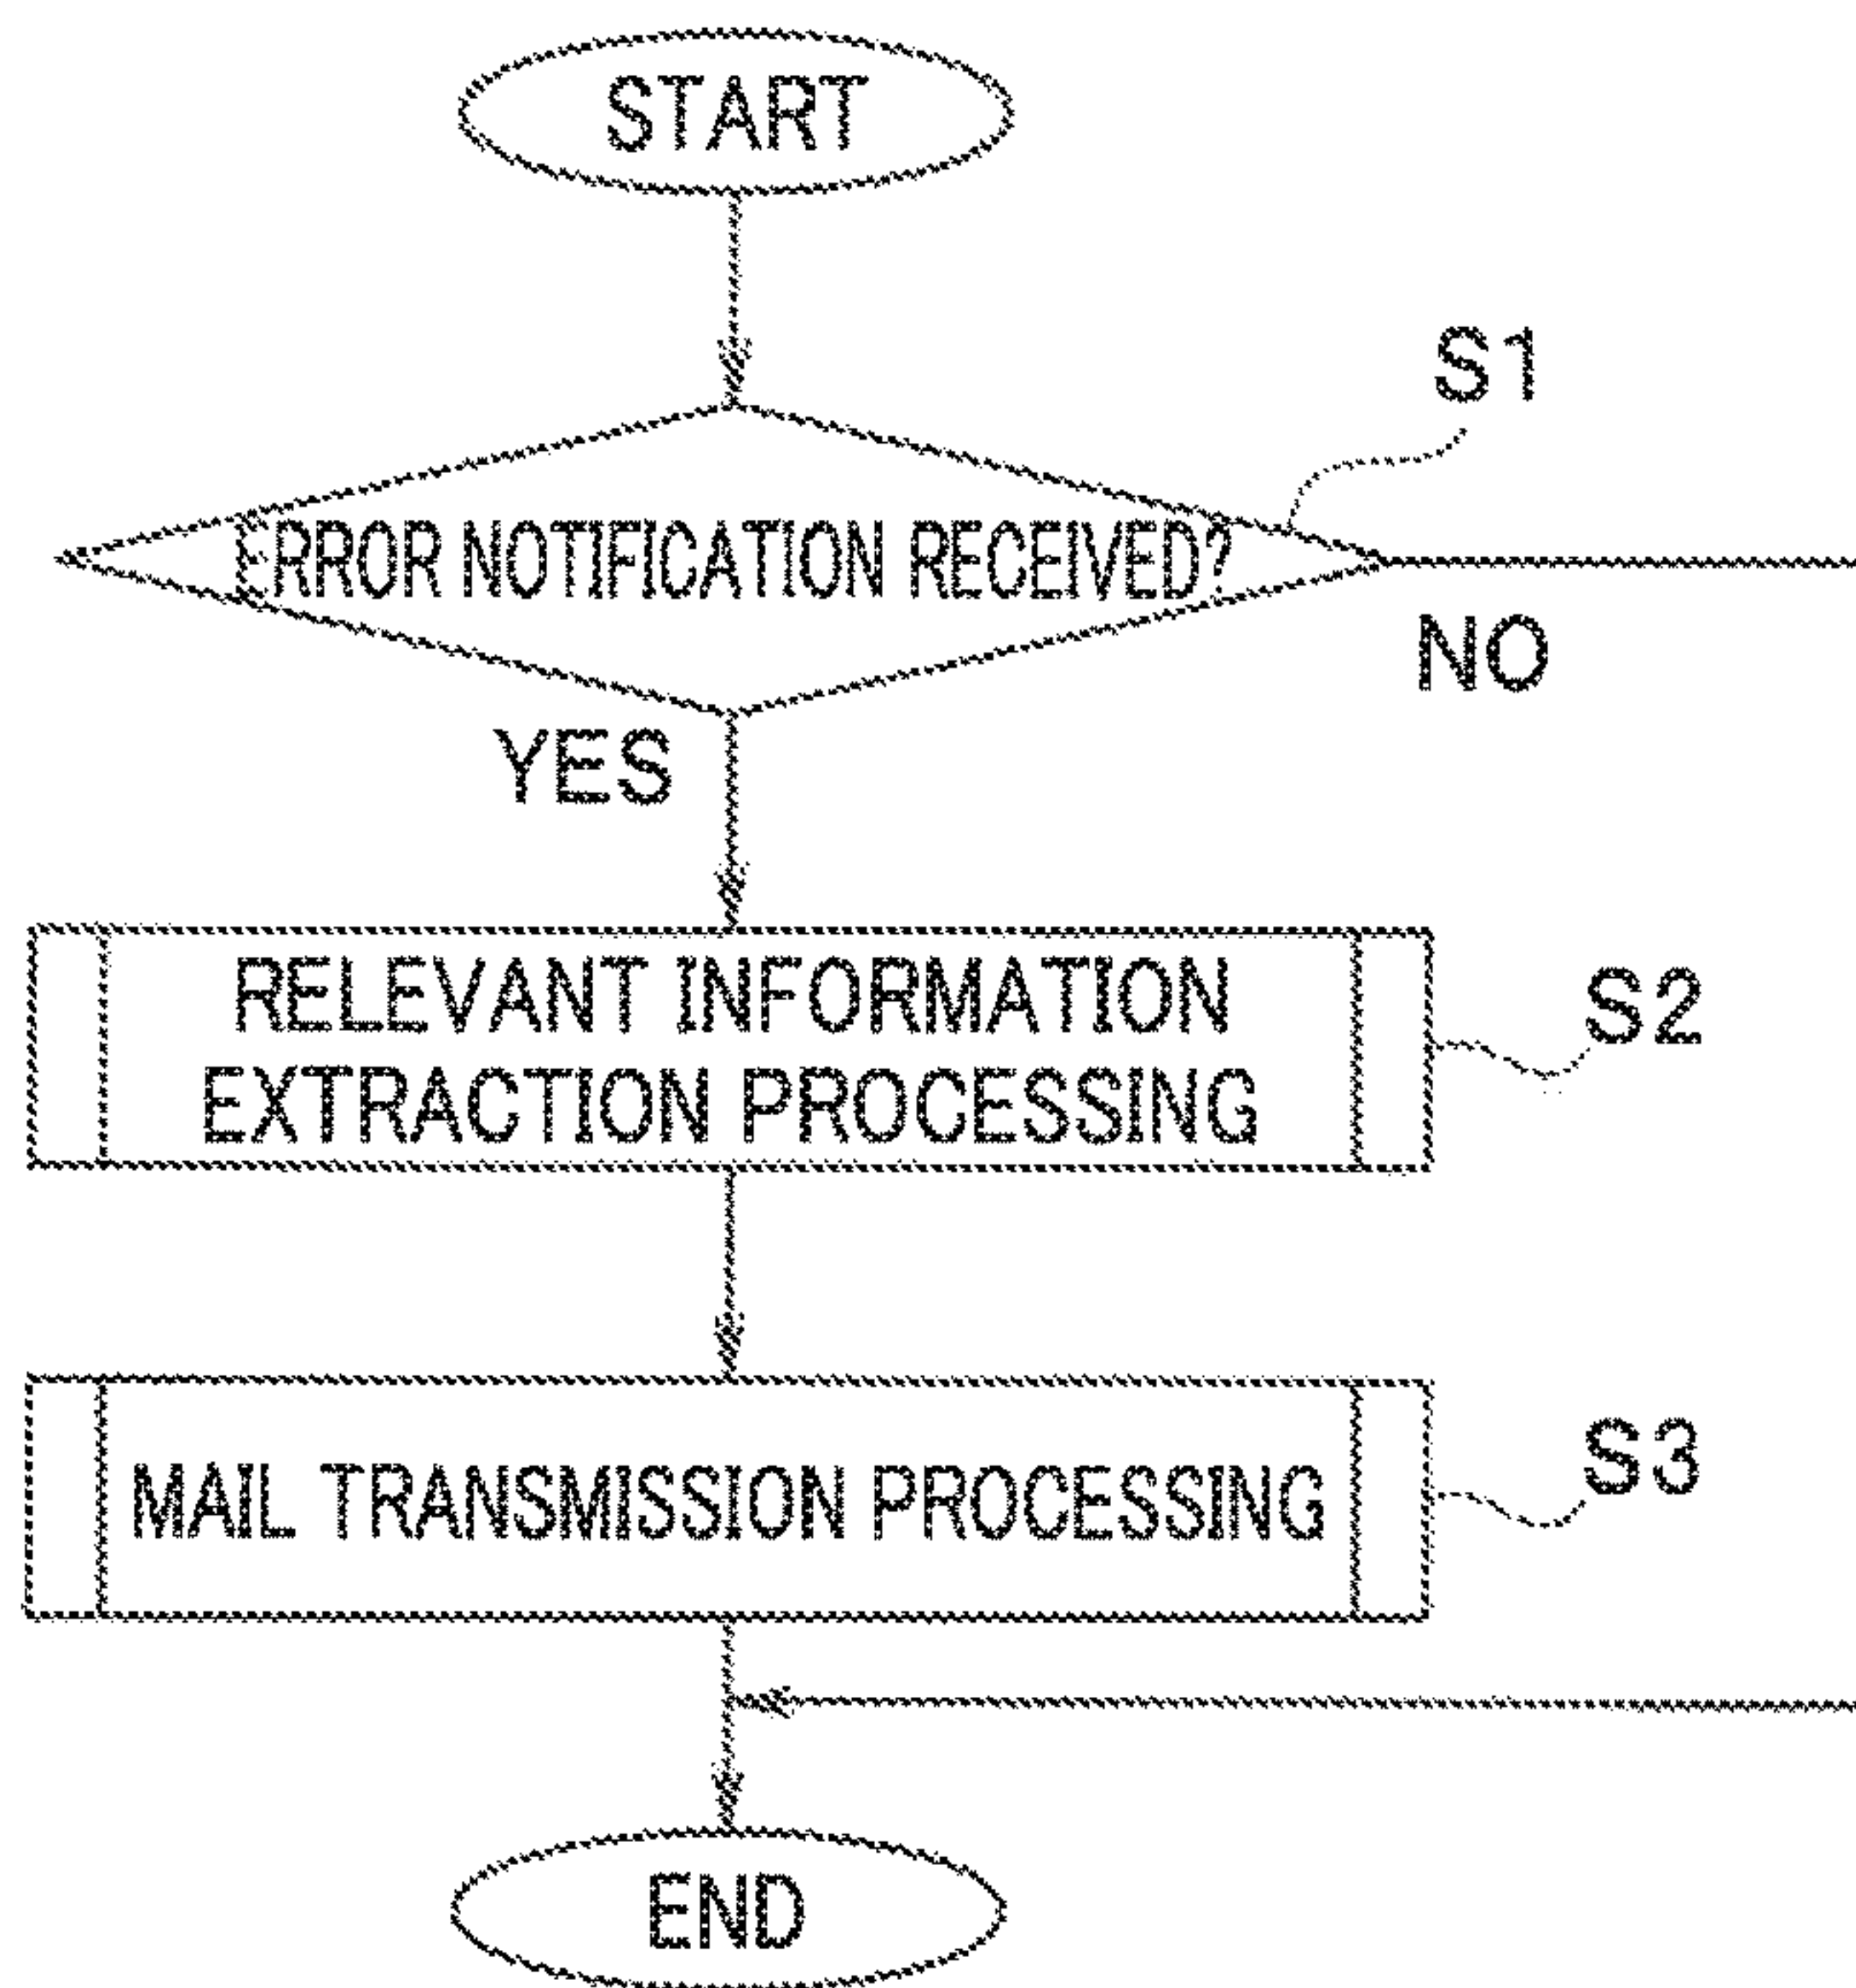 START
S1
ERROR NOTIFICATION RECEIVED?
NO
YES
RELEVANT INFORMATION
EXTRACTION PROCESSING
S2
MAIL TRANSMISSION PROCESSING
S3
END